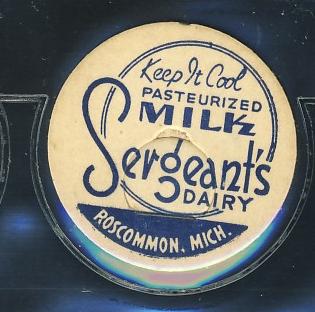 Keep It Cool
PASTEURIZED
MILK
Sergeant's
DAIRY
ROSCOMMON, MICH.